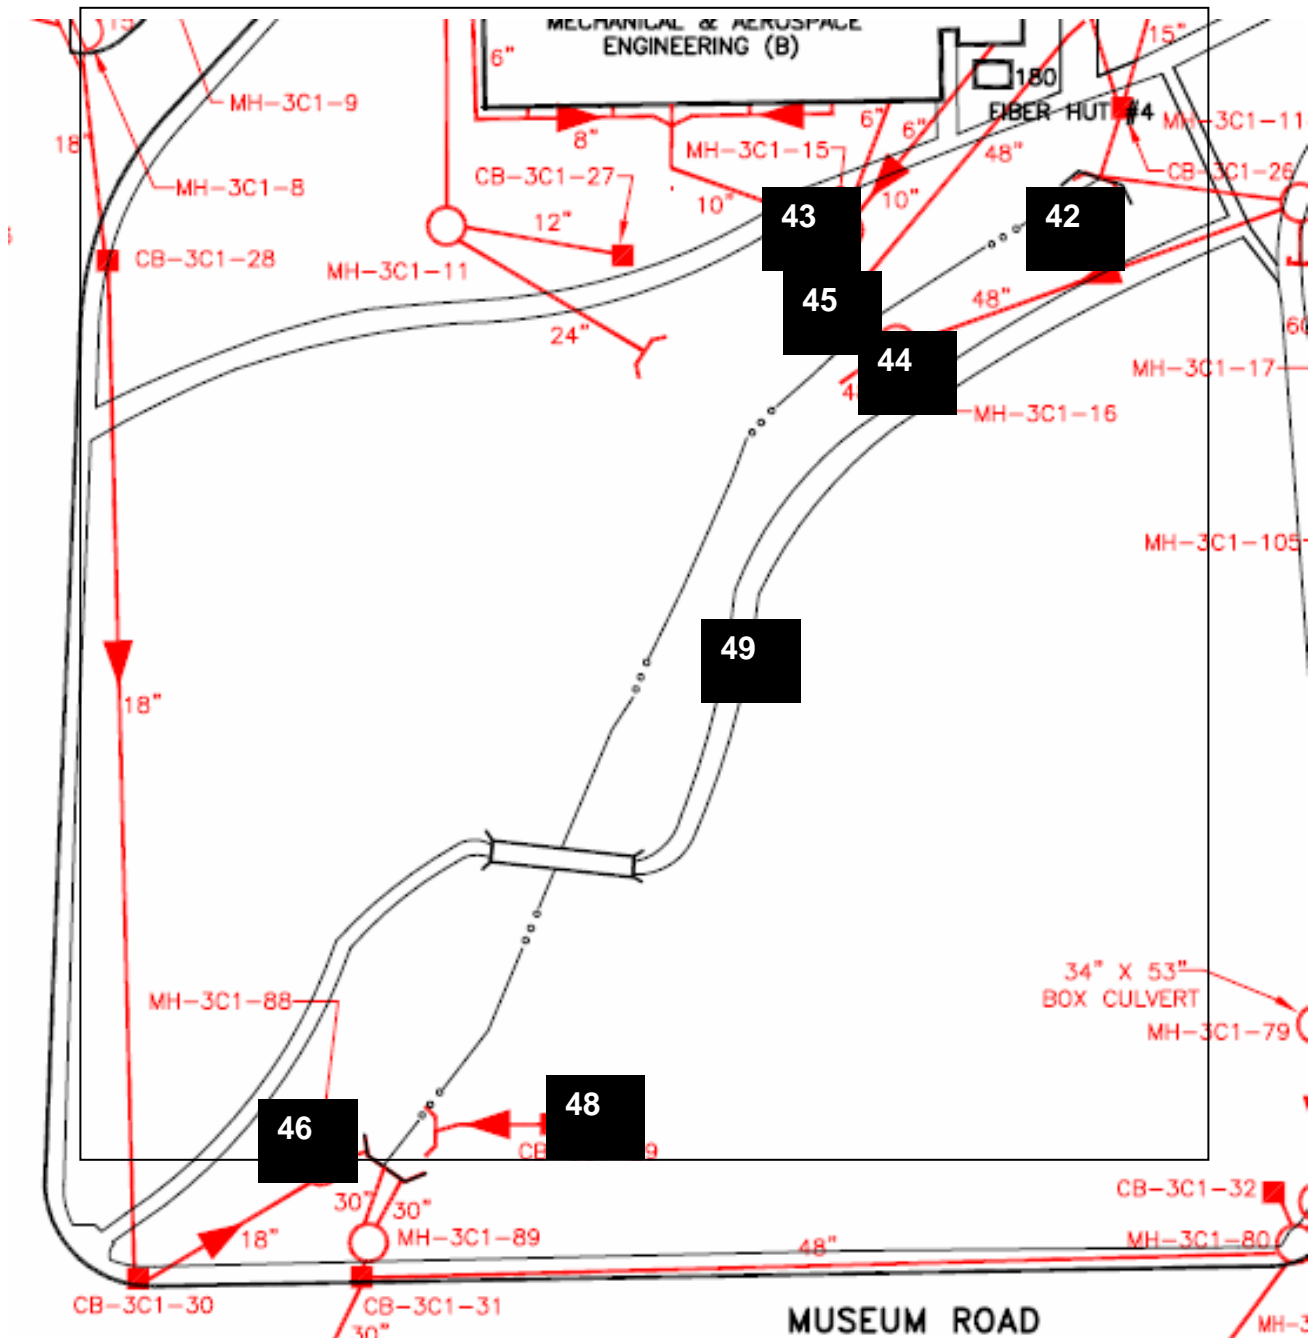 MECHANICAL & AEROSPACE
ENGINEERING (B)
15
15"
6"
180
MH-3C1-9
FIBER HUT #4
8"
6"
6"
MH-3C1-11
18"
MH-3C1-15
48"
CB-3C1-27
CB-3C1-26
MH-3C1-8
10"
10"
43
42
12"
CB-3C1-28
MH-3C1-11
45
48"
24"
60
44
MH-3C1-17
MH-3C1-16
MH-3C1-105
49
18"
34" X 53"
BOX CULVERT
MH-3C1-88
MH-3C1-79
48
46
CB
9
30"
30"
CB-3C1-32
18"
MH-3C1-89
48"
MH-3C1-80
CB-3C1-30
CB-3C1-31
MUSEUM ROAD
30"